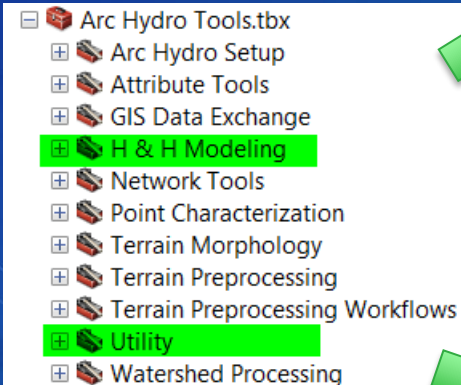 Arc Hydro Tools.tbx
Arc Hydro Setup
Attribute Tools
GIS Data Exchange
H & H Modeling
Network Tools
Point Characterization
Terrain Morphology
Terrain Preprocessing
Terrain Preprocessing Workflows
Utility
Watershed Processing